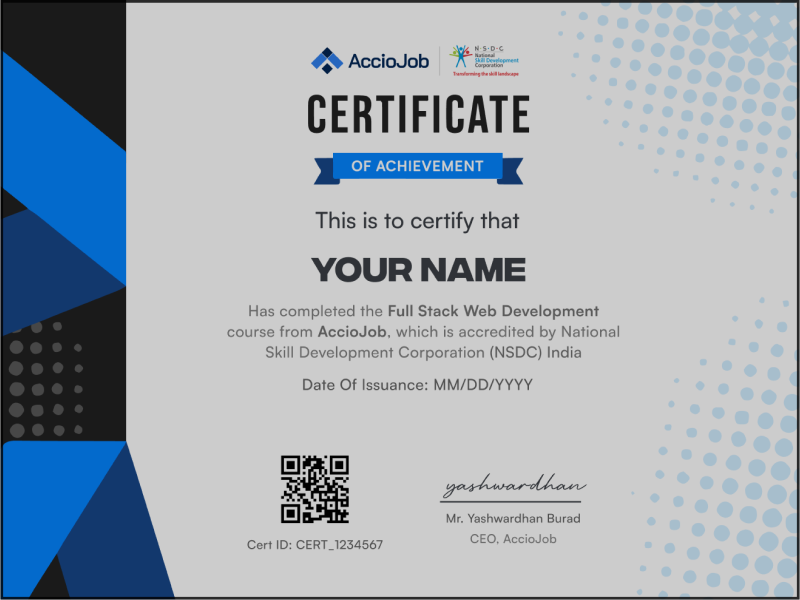 AccioJob
N·S·D·C
National
Skill Development
Corporation
Transforming the skill landscape
CERTIFICATE
OF ACHIEVEMENT
This is to certify that
YOUR NAME
Has completed the Full Stack Web Development
course from AccioJob, which is accredited by National
Skill Development Corporation (NSDC) India
Date Of Issuance: MM/DD/YYYY
yashwardhan
Mr. Yashwardhan Burad
CEO, AccioJob
Cert ID: CERT_1234567